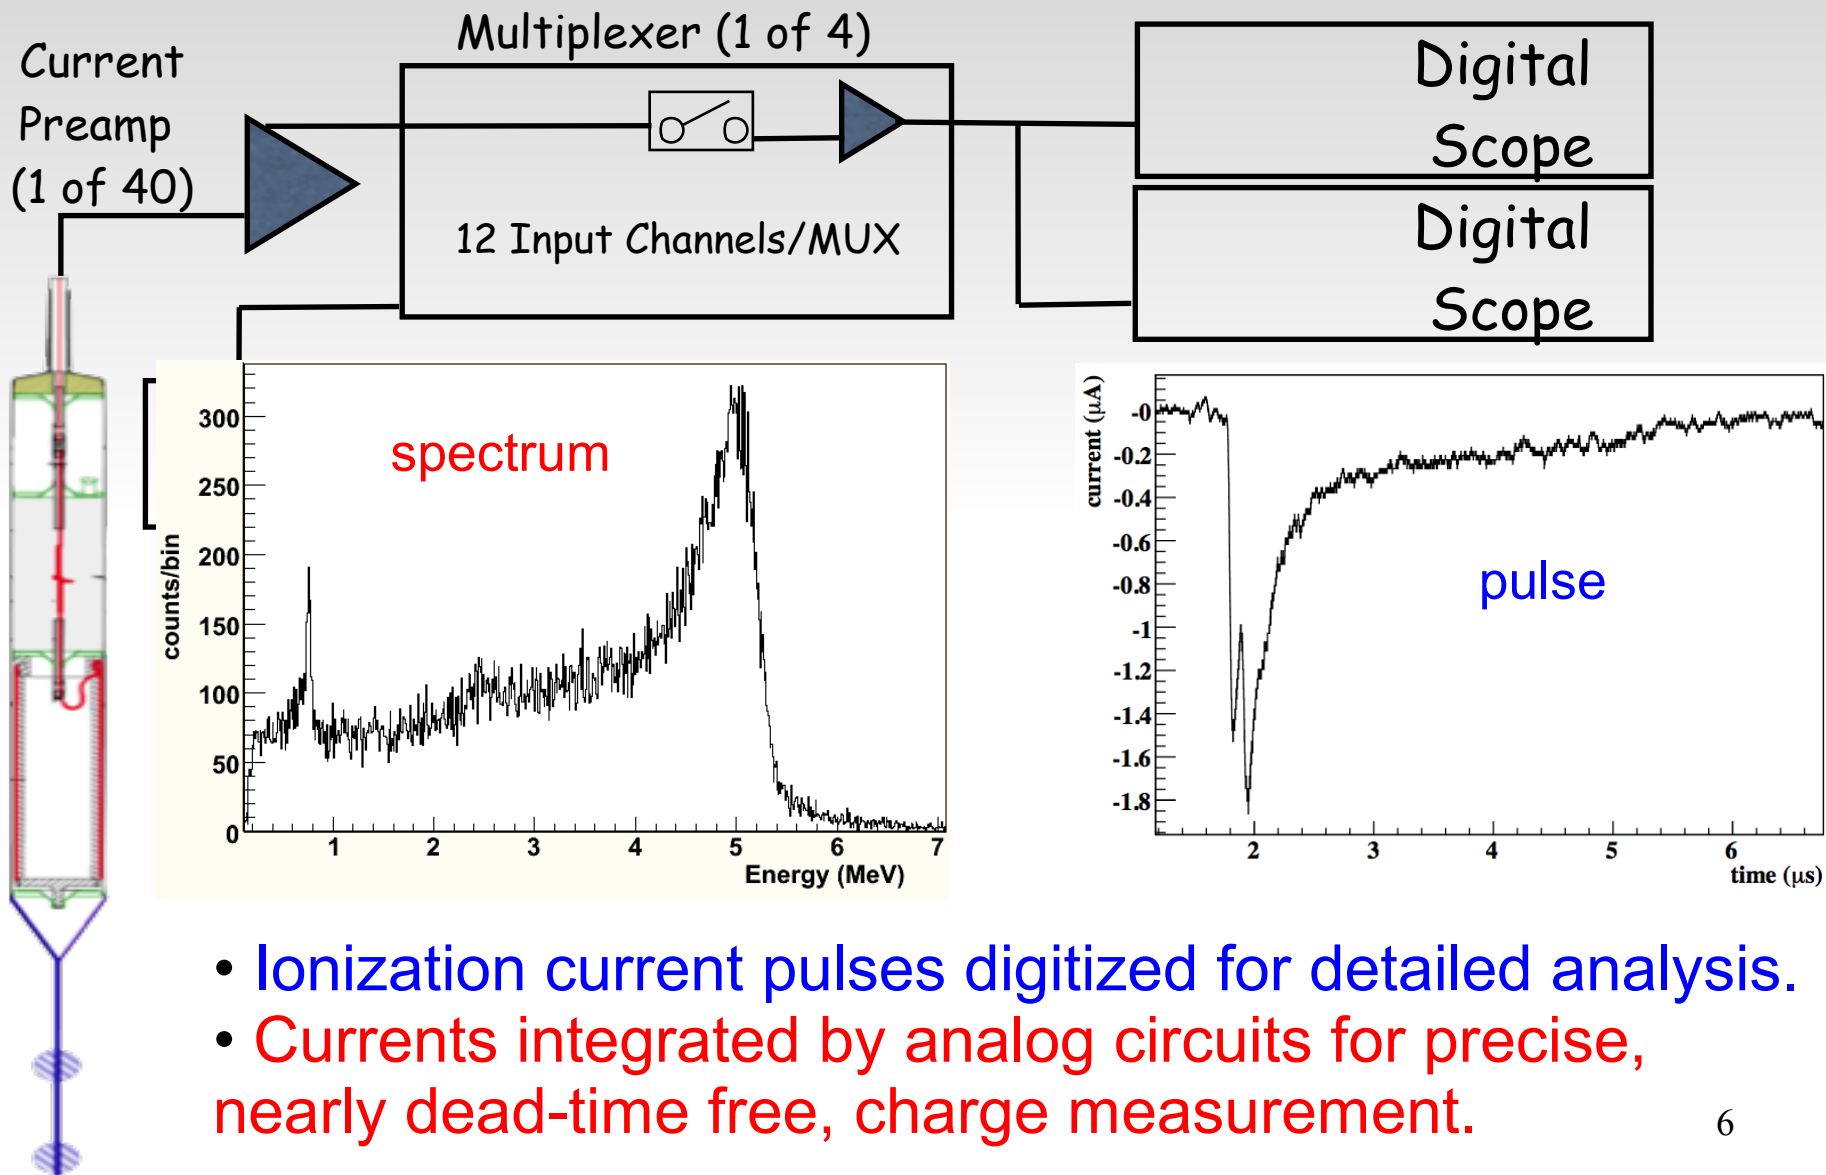 Current
Preamp
(1 of 40)
Multiplexer (1 of 4)
12 Input Channels/MUX
Digital
Scope
Digital
Scope
spectrum
counts/bin
300
250
200
150
100
50
0
1 2 3 4 5 6 7
Energy (MeV)
pulse
current (μA)
-0
-0.2
-0.4
-0.6
-0.8
-1
-1.2
-1.4
-1.6
-1.8
2 3 4 5 6
time (μs)
• Ionization current pulses digitized for detailed analysis.
• Currents integrated by analog circuits for precise,
nearly dead-time free, charge measurement.
6